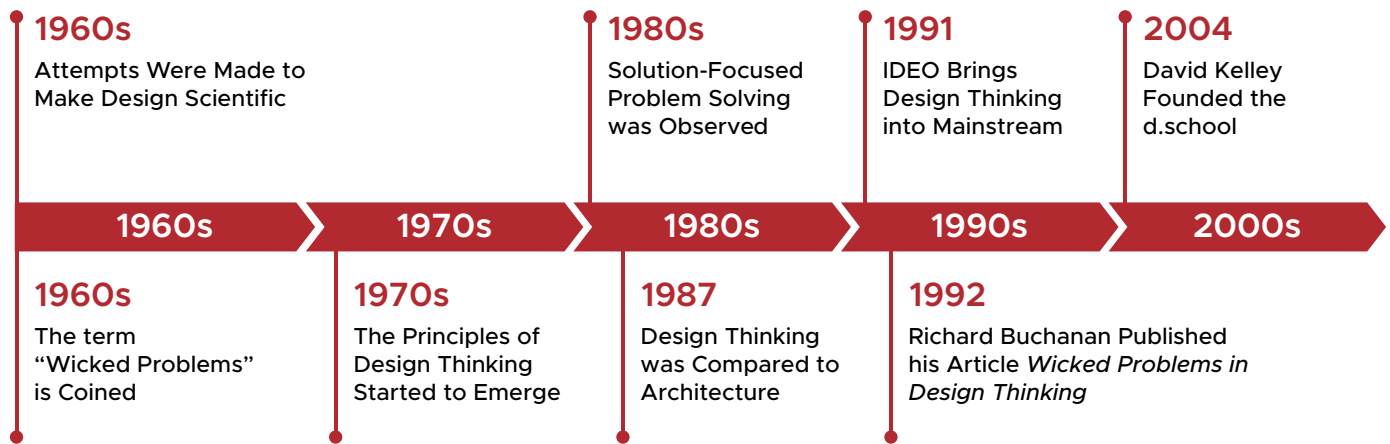 1960s
Attempts Were Made to
Make Design Scientific
1980s
Solution-Focused
Problem Solving
was Observed
1991
IDEO Brings
Design Thinking
into Mainstream
2004
David Kelley
Founded the
d.school
1960s
1970s
1980s
1990s
2000s
1960s
The term
“Wicked Problems”
is Coined
1970s
The Principles of
Design Thinking
Started to Emerge
1987
Design Thinking
was Compared to
Architecture
1992
Richard Buchanan Published
his Article Wicked Problems in
Design Thinking